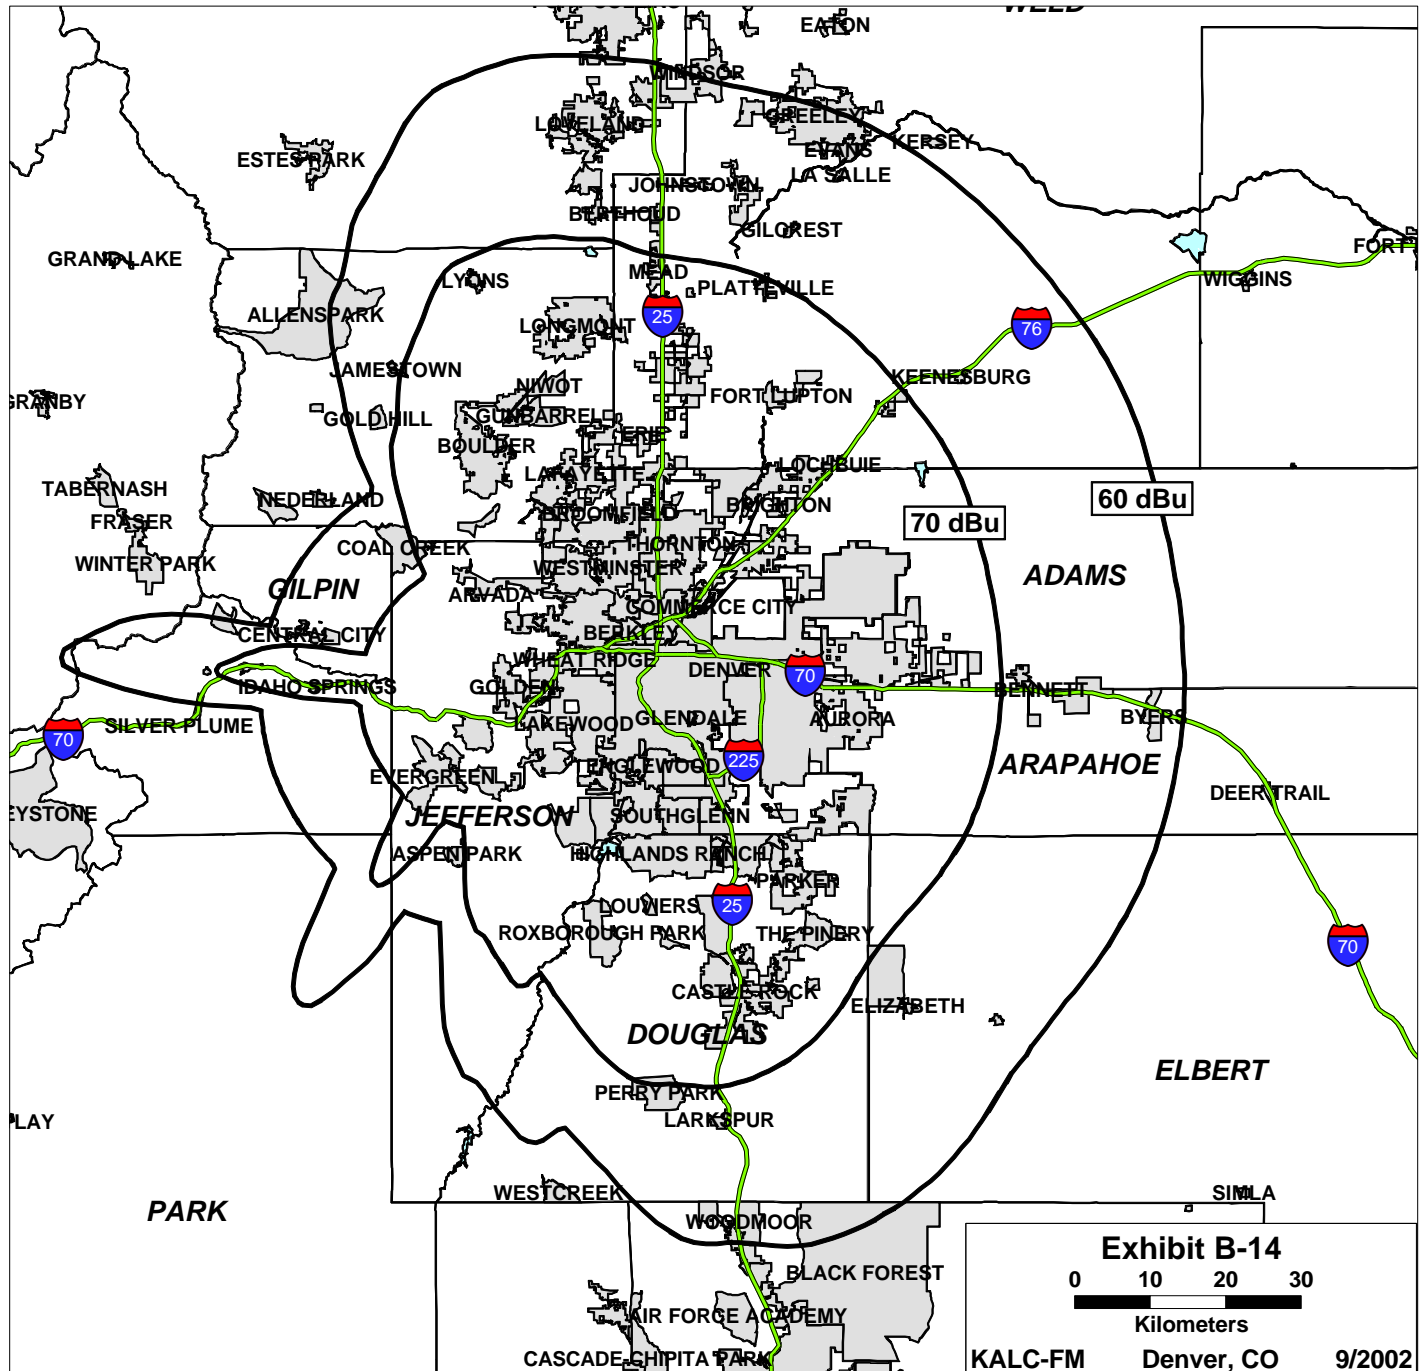 WELD
EATON
WINDSOR
GREELEY
LOVELAND
KERSEY
EVANS
ESTES PARK
LA SALLE
JOHNSTOWN
BERTHOUD
GILCREST
FORT
GRAND LAKE
MEAD
LYONS
PLATTEVILLE
WIGGINS
ALLENSPARK
LONGMONT
25
76
JAMESTOWN
KEENESBURG
NIWOT
FORT LUPTON
GRANBY
GOLD HILL
GUNBARREL
ERIE
BOULDER
LOCHBUIE
LAFAYETTE
TABERNASH
NEDERLAND
60 dBu
BRIGHTON
BROOMFIELD
70 dBu
FRASER
THORNTON
COAL CREEK
WINTER PARK
WESTMINSTER
ADAMS
GILPIN
ARVADA
COMMERCE CITY
CENTRAL CITY
BERKLEY
WHEAT RIDGE
DENVER
70
IDAHO SPRINGS
GOLDEN
BENNETT
BYERS
SILVER PLUME
LAKEWOOD
GLENDALE
AURORA
70
225
ENGLEWOOD
ARAPAHOE
EVERGREEN
DEER TRAIL
EYSTONE
JEFFERSON
SOUTHGLENN
ASPEN PARK
HIGHLANDS RANCH
PARKER
LOUVIERS
25
ROXBOROUGH PARK
THE PINERY
70
CASTLE ROCK
ELIZABETH
DOUGLAS
ELBERT
PERRY PARK
LARKSPUR
LAY
WESTCREEK
SIMLA
PARK
WOODMOOR
BLACK FOREST
AIR FORCE ACADEMY
CASCADE-CHIPITA PARK
Exhibit B-14
0 10 20 30
Kilometers
KALC-FM Denver, CO 9/2002